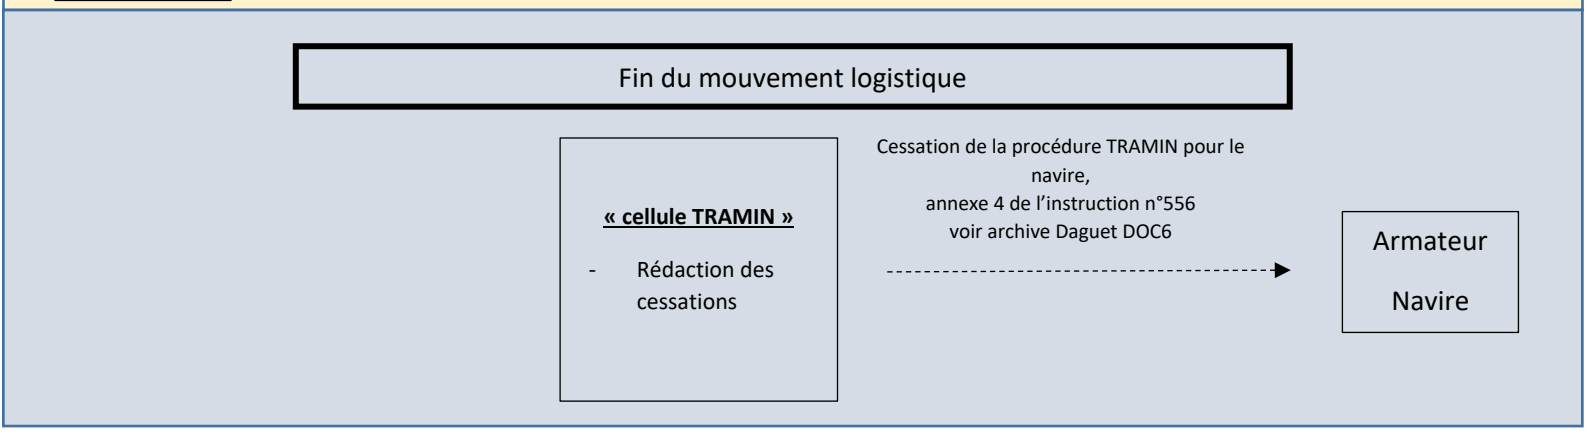 Fin du mouvement logistique
« cellule TRAMIN »
- Rédaction des
cessations
Cessation de la procédure TRAMIN pour le
navire,
annexe 4 de l’instruction n°556
voir archive Daguet DOC6
Armateur
Navire